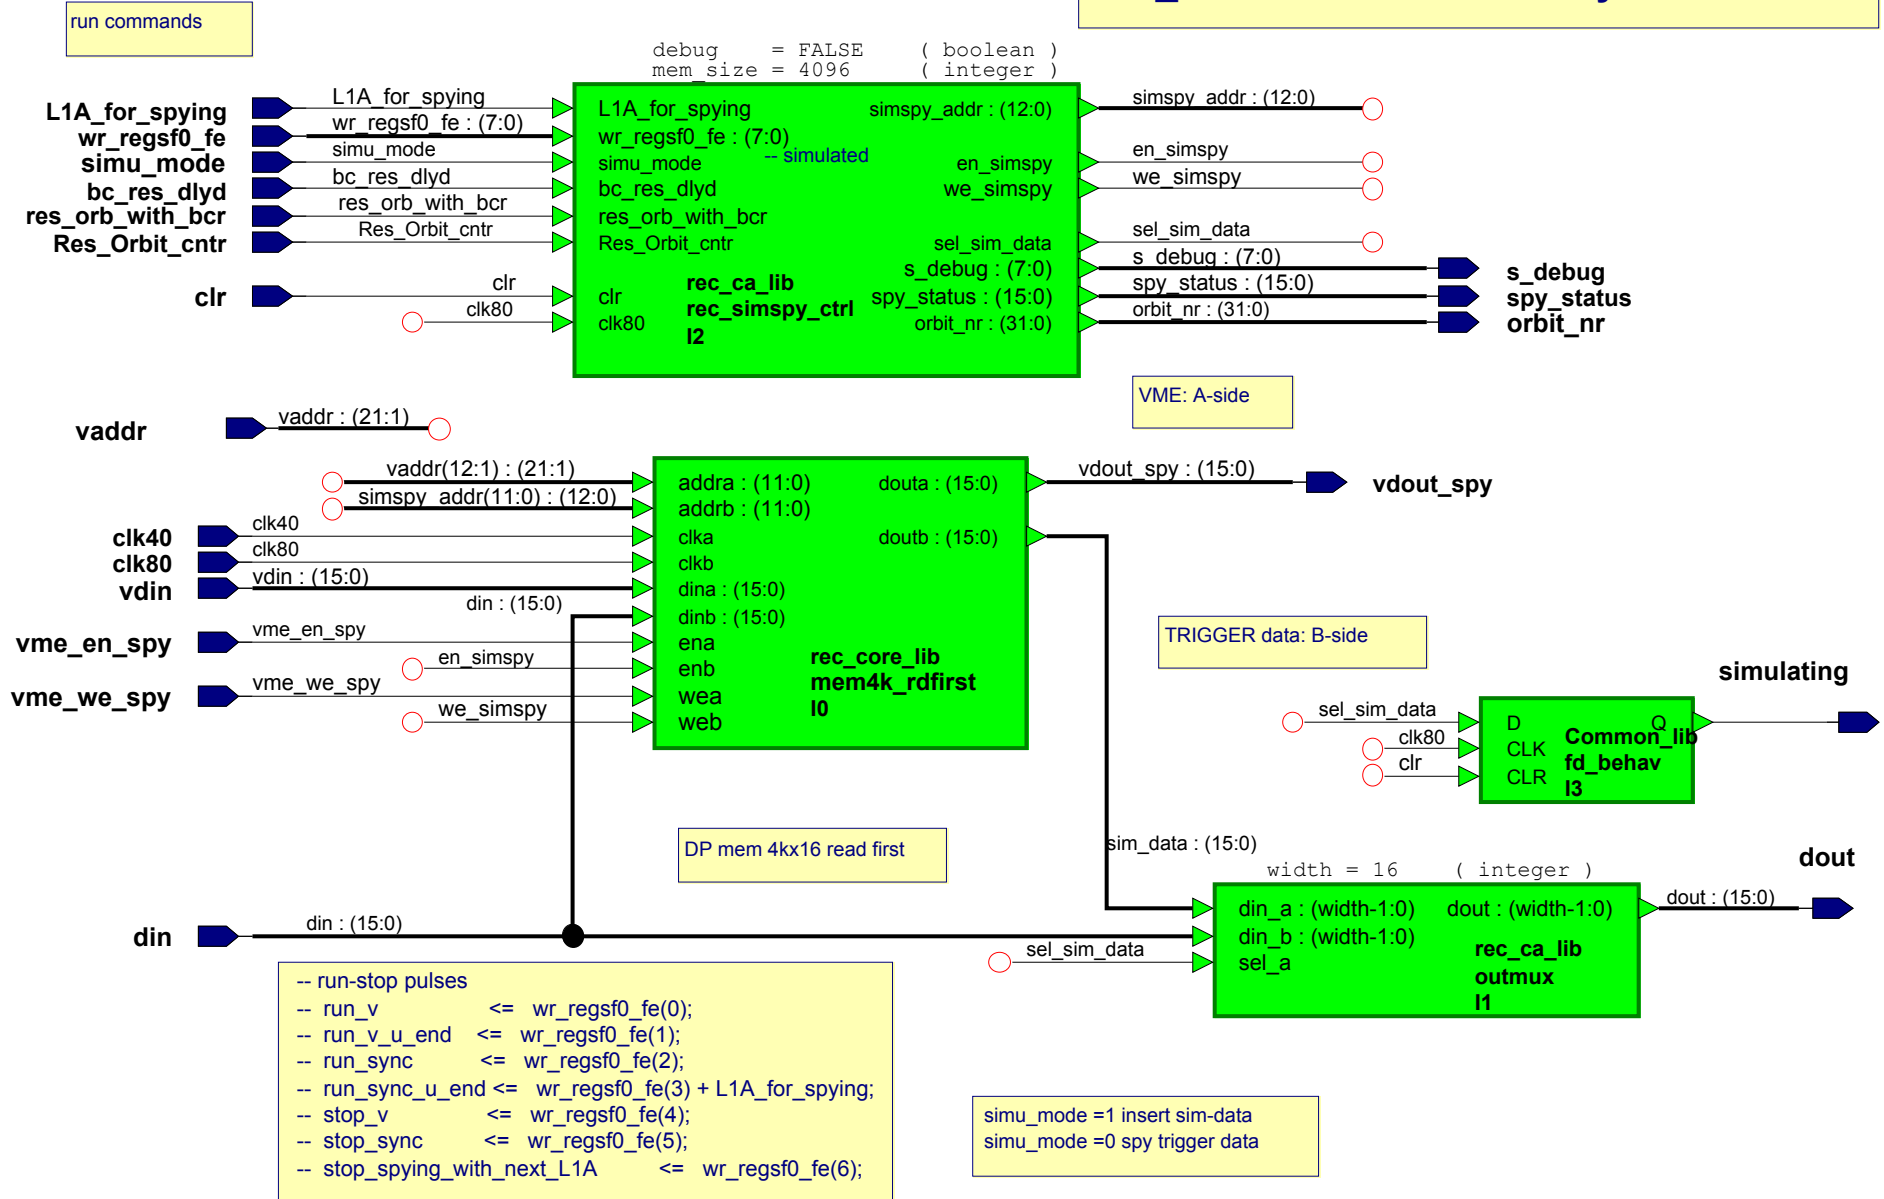 run commands
debug = FALSE ( boolean )
mem_size = 4096 ( integer )
L1A_for_spying L1A_for_spying L1A_for_spying simspy_addr : (12:0) simspy_addr : (12:0)
wr_regsf0_fe wr_regsf0_fe : (7:0) wr_regsf0_fe : (7:0)
simu_mode simu_mode simu_mode -- simulated en_simspy en_simspy
bc_res_dlyd bc_res_dlyd bc_res_dlyd we_simspy we_simspy
res_orb_with_bcr res_orb_with_bcr res_orb_with_bcr
Res_Orbit_cntr Res_Orbit_cntr Res_Orbit_cntr sel_sim_data sel_sim_data
s_debug : (7:0) s_debug : (7:0) s_debug
clr clr clr rec_ca_lib spy_status : (15:0) spy_status : (15:0) spy_status
clk80 clk80 rec_simspy_ctrl orbit_nr : (31:0) orbit_nr : (31:0) orbit_nr
I2
VME: A-side
vaddr vaddr : (21:1)
vaddr(12:1) : (21:1) addra : (11:0) douta : (15:0) vdout_spy : (15:0) vdout_spy
simspy_addr(11:0) : (12:0) addrb : (11:0)
clk40 clk40 clka doutb : (15:0)
clk80 clk80 clkb
vdin vdin : (15:0) dina : (15:0)
din : (15:0) dinb : (15:0)
vme_en_spy vme_en_spy ena
en_simspy enb rec_core_lib
vme_we_spy vme_we_spy wea mem4k_rdfirst
we_simspy web I0
TRIGGER data: B-side
simulating
sel_sim_data D Q
clk80 CLK Common_lib
clr CLR fd_behav
I3
DP mem 4kx16 read first
sim_data : (15:0)
width = 16 ( integer )
dout
din_a : (width-1:0) dout : (width-1:0) dout : (15:0)
din din : (15:0) din_b : (width-1:0)
sel_sim_data sel_a rec_ca_lib
outmux
I1
-- run-stop pulses
-- run_v <= wr_regsf0_fe(0);
-- run_v_u_end <= wr_regsf0_fe(1);
-- run_sync <= wr_regsf0_fe(2);
-- run_sync_u_end <= wr_regsf0_fe(3) + L1A_for_spying;
-- stop_v <= wr_regsf0_fe(4);
-- stop_sync <= wr_regsf0_fe(5);
-- stop_spying_with_next_L1A <= wr_regsf0_fe(6);
simu_mode =1 insert sim-data
simu_mode =0 spy trigger data